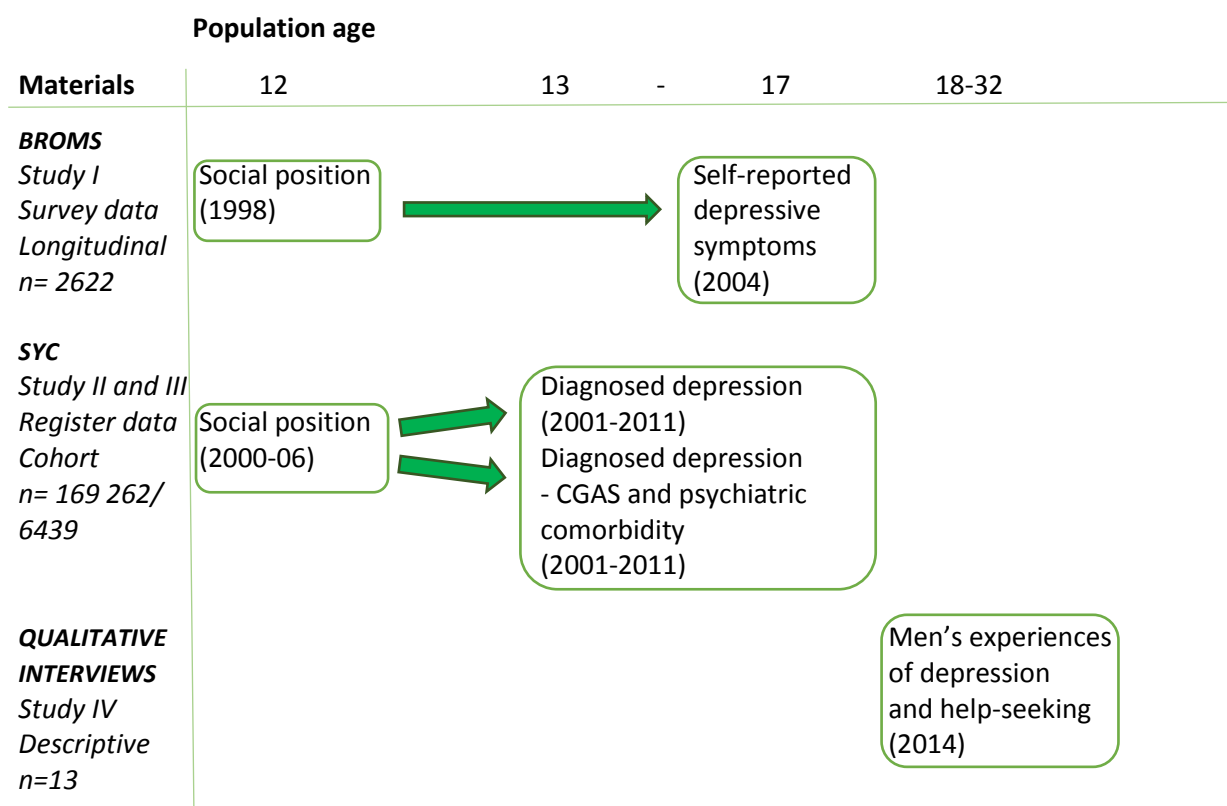 Population age
Materials 12 13 - 17 18-32
BROMS
Study I
Survey data
Longitudinal
n= 2622
Social position
(1998)
Self-reported
depressive
symptoms
(2004)
SYC
Study II and III
Register data
Cohort
n= 169 262/
6439
Social position
(2000-06)
Diagnosed depression
(2001-2011)
Diagnosed depression
- CGAS and psychiatric
comorbidity
(2001-2011)
QUALITATIVE
INTERVIEWS
Study IV
Descriptive
n=13
Men’s experiences
of depression
and help-seeking
(2014)